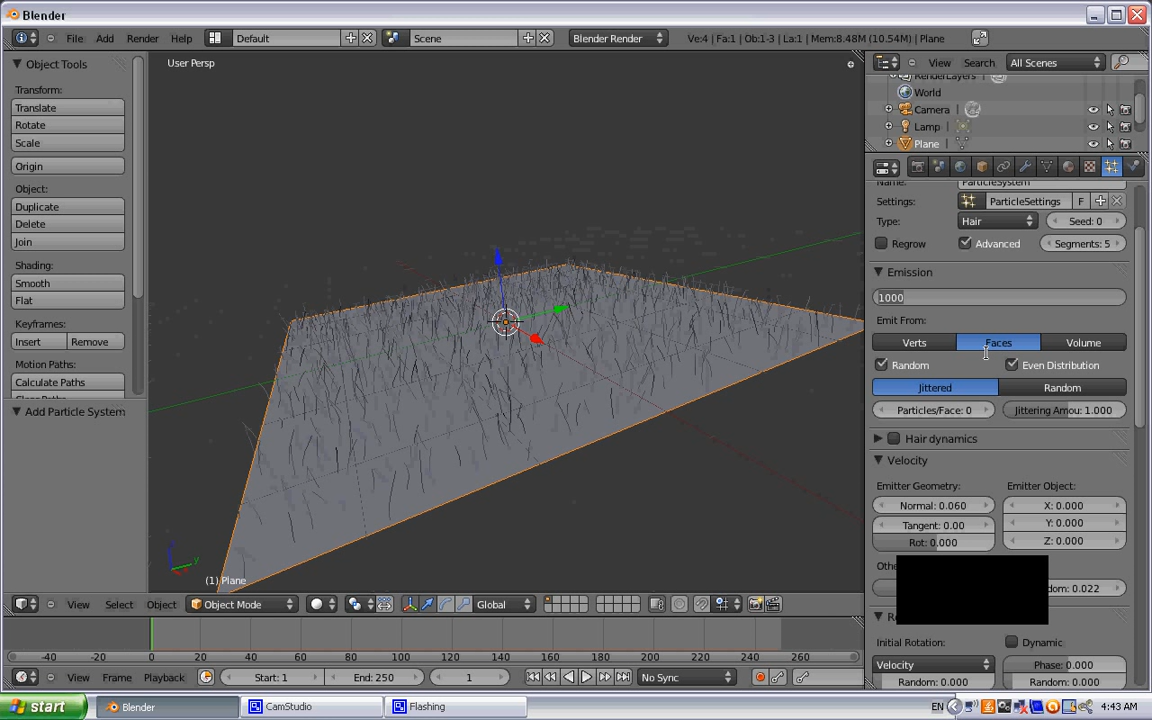 Blender
File Add Render Help Default Scene Blender Render Ve:4 | Fa:1 | Ob:1-3 | La:1 | Mem:8.48M (10.54M) | Plane
Object Tools
Transform:
Translate
Rotate
Scale
Origin
Object:
Duplicate
Delete
Join
Shading:
Smooth
Flat
Keyframes:
Insert Remove
Motion Paths:
Calculate Paths
Add Particle System
User Persp
(1) Plane
View Search All Scenes
RenderLayers
World
Camera
Lamp
Plane
Name: ParticleSystem
Settings: ParticleSettings F
Type: Hair Seed: 0
Regrow Advanced Segments: 5
Emission
1000
Emit From:
Verts Faces Volume
Random Even Distribution
Jittered Random
Particles/Face: 0 Jittering Amou: 1.000
Hair dynamics
Velocity
Emitter Geometry: Emitter Object:
Normal: 0.060 X: 0.000
Tangent: 0.00 Y: 0.000
Rot: 0.000 Z: 0.000
dom: 0.022
Initial Rotation: Dynamic
Velocity Phase: 0.000
Random: 0.000 Random: 0.000
View Select Object Object Mode Global
-40 -20 0 20 40 60 80 100 120 140 160 180 200 220 240 260
View Frame Playback Start: 1 End: 250 1 No Sync
start Blender CamStudio Flashing EN 4:43 AM